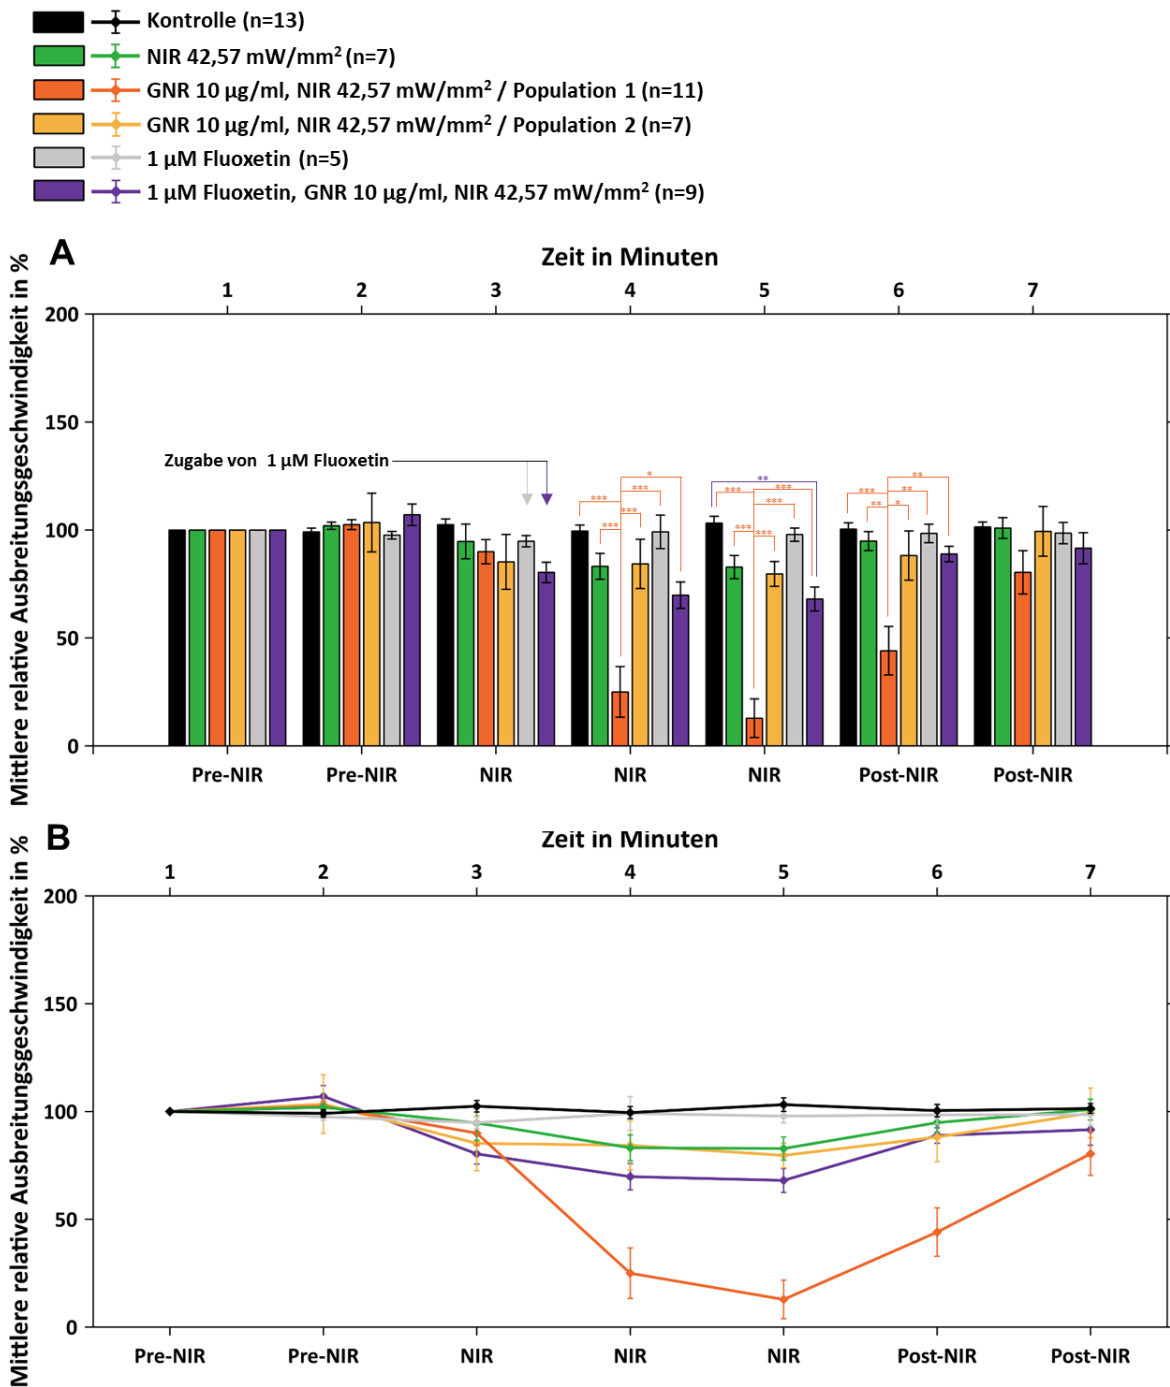 Kontrolle (n=13)
NIR 42,57 mW/mm² (n=7)
GNR 10 µg/ml, NIR 42,57 mW/mm² / Population 1 (n=11)
GNR 10 µg/ml, NIR 42,57 mW/mm² / Population 2 (n=7)
1 µM Fluoxetin (n=5)
1 µM Fluoxetin, GNR 10 µg/ml, NIR 42,57 mW/mm² (n=9)
A
Zeit in Minuten
1 2 3 4 5 6 7
Mittlere relative Ausbreitungsgeschwindigkeit in %
200
150
100
50
0
Zugabe von 1 µM Fluoxetin
* *** *** *** ***
** *** *** *** *** ***
** *** ** ** *
Pre-NIR Pre-NIR NIR NIR NIR Post-NIR Post-NIR
B
Zeit in Minuten
1 2 3 4 5 6 7
Mittlere relative Ausbreitungsgeschwindigkeit in %
200
150
100
50
0
Pre-NIR Pre-NIR NIR NIR NIR Post-NIR Post-NIR